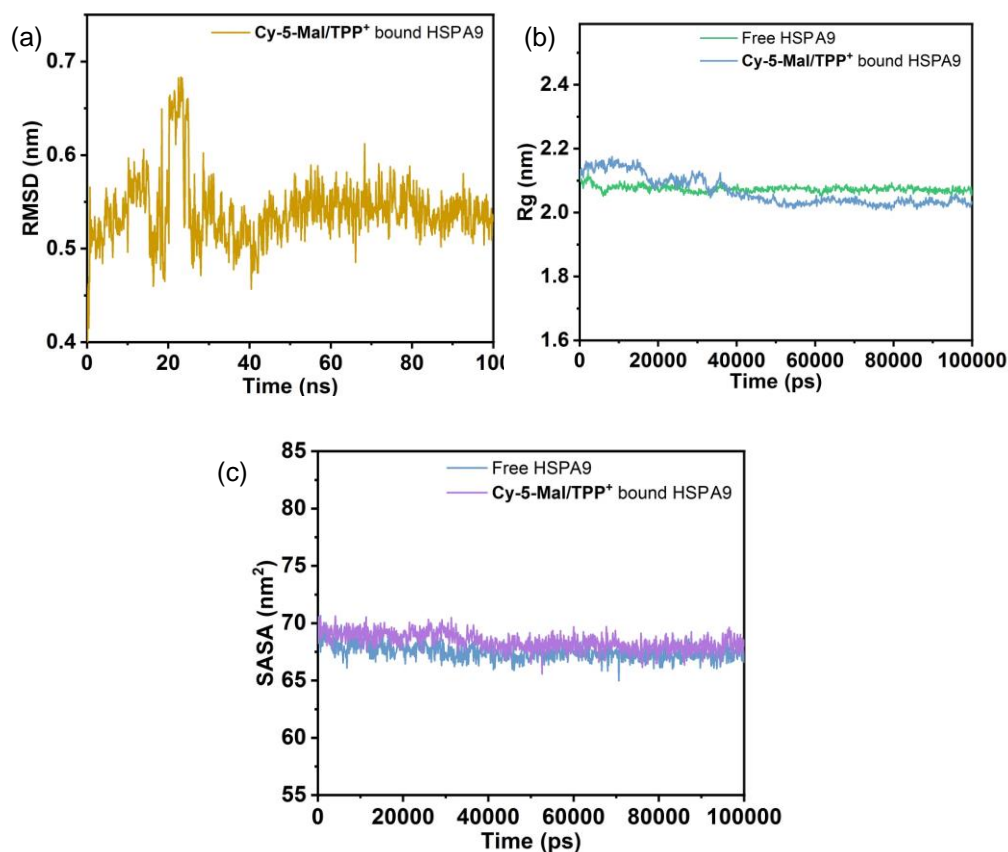 (a)
Cy-5-Mal/TPP⁺ bound HSPA9
0.7
0.6
0.5
0.4
RMSD (nm)
0 20 40 60 80 100
Time (ns)
(b)
Free HSPA9
Cy-5-Mal/TPP⁺ bound HSPA9
2.4
2.2
2.0
1.8
1.6
Rg (nm)
0 20000 40000 60000 80000 100000
Time (ps)
(c)
Free HSPA9
Cy-5-Mal/TPP⁺ bound HSPA9
85
80
75
70
65
60
55
SASA (nm²)
0 20000 40000 60000 80000 100000
Time (ps)